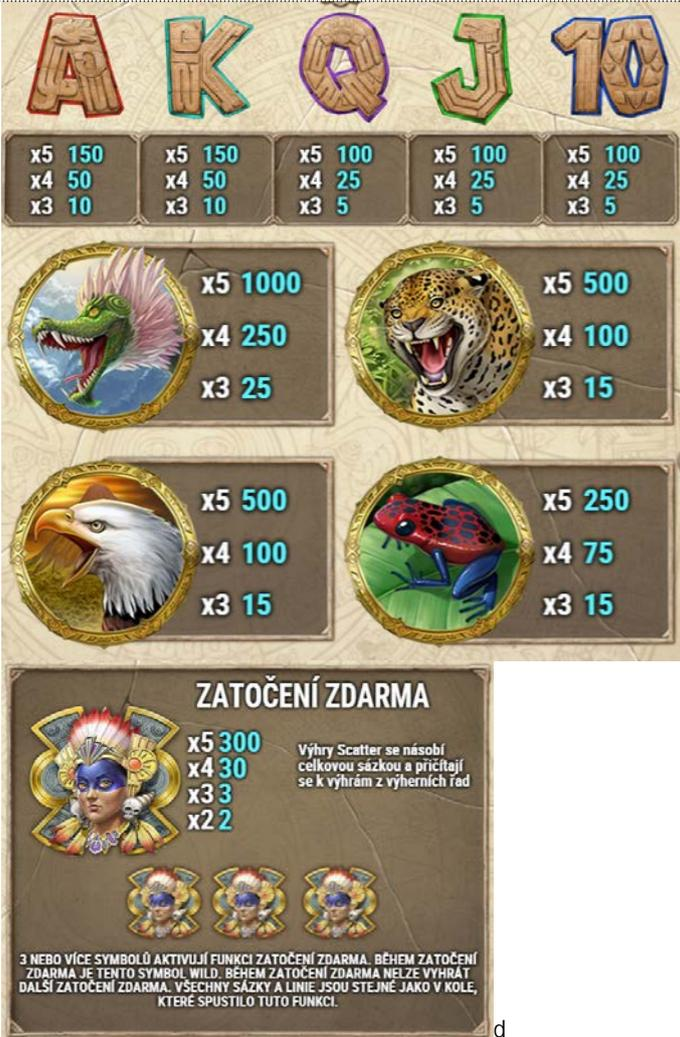 A K Q J 10
x5 150 x5 150 x5 100 x5 100 x5 100
x4 50 x4 50 x4 25 x4 25 x4 25
x3 10 x3 10 x3 5 x3 5 x3 5
x5 1000
x4 250
x3 25
x5 500
x4 100
x3 15
x5 500
x4 100
x3 15
x5 250
x4 75
x3 15
ZATOČENÍ ZDARMA
x5 300
x4 30
x3 3
x2 2
Výhry Scatter se násobí
celkovou sázkou a přičítají
se k výhrám z výherních řad
3 NEBO VÍCE SYMBOLŮ AKTIVUJÍ FUNKCI ZATOČENÍ ZDARMA. BĚHEM ZATOČENÍ
ZDARMA JE TENTO SYMBOL WILD. BĚHEM ZATOČENÍ ZDARMA NELZE VYHRÁT
DALŠÍ ZATOČENÍ ZDARMA. VŠECHNY SÁZKY A LINIE JSOU STEJNÉ JAKO V KOLE,
KTERÉ SPUSTILO TUTO FUNKCI.
d